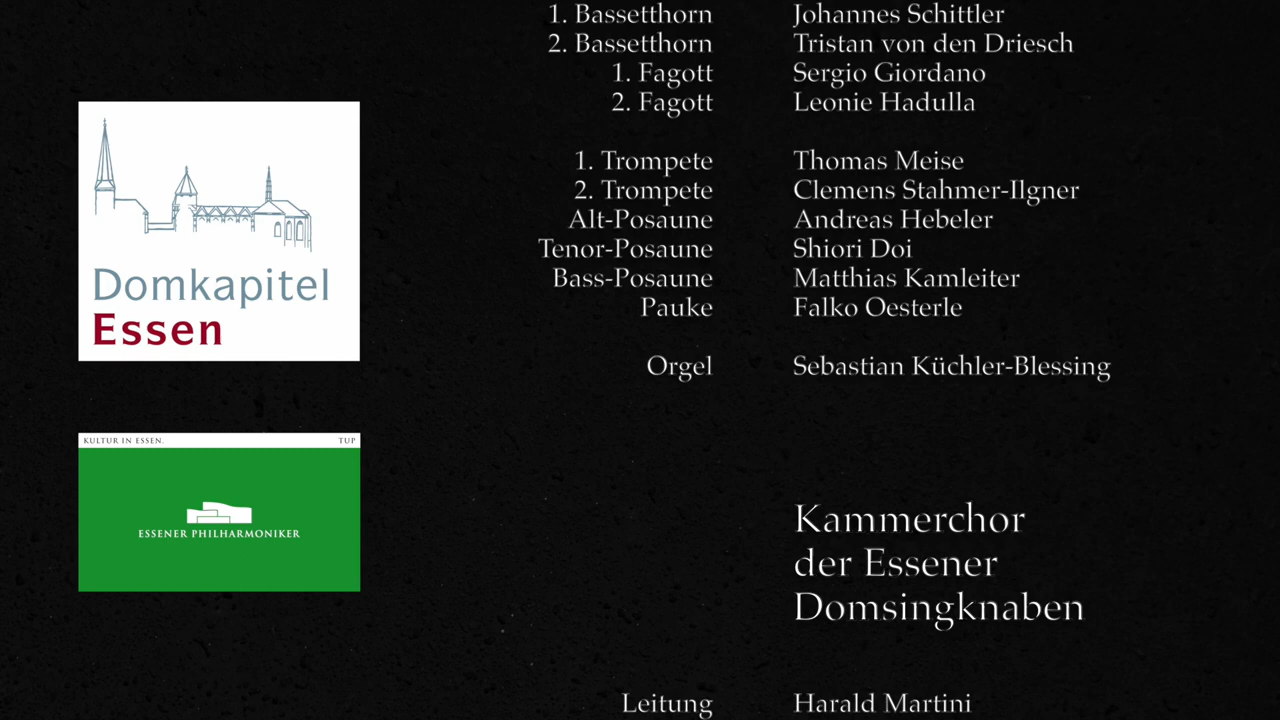 1. Bassetthorn Johannes Schittler
2. Bassetthorn Tristan von den Driesch
1. Fagott Sergio Giordano
2. Fagott Leonie Hadulla
1. Trompete Thomas Meise
2. Trompete Clemens Stahmer-Ilgner
Alt-Posaune Andreas Hebeler
Tenor-Posaune Shiori Doi
Bass-Posaune Matthias Kamleiter
Pauke Falko Oesterle
Orgel Sebastian Küchler-Blessing
Kammerchor
der Essener
Domsingknaben
Leitung Harald Martini
Domkapitel
Essen
KULTUR IN ESSEN. TUP
ESSENER PHILHARMONIKER